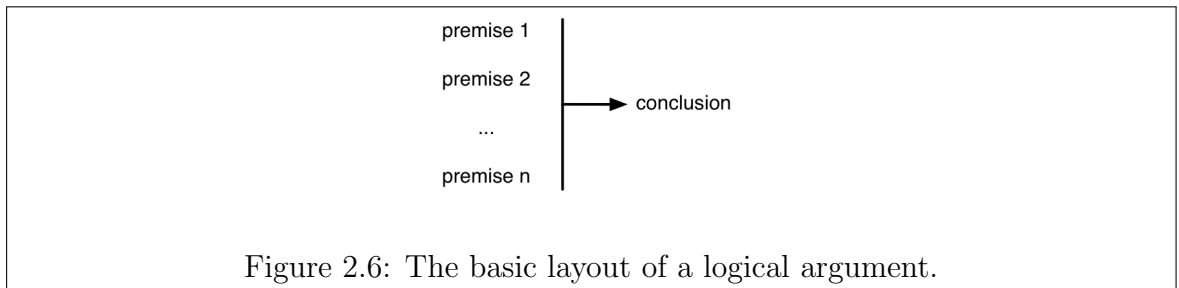 premise 1
premise 2
conclusion
...
premise n
Figure 2.6: The basic layout of a logical argument.